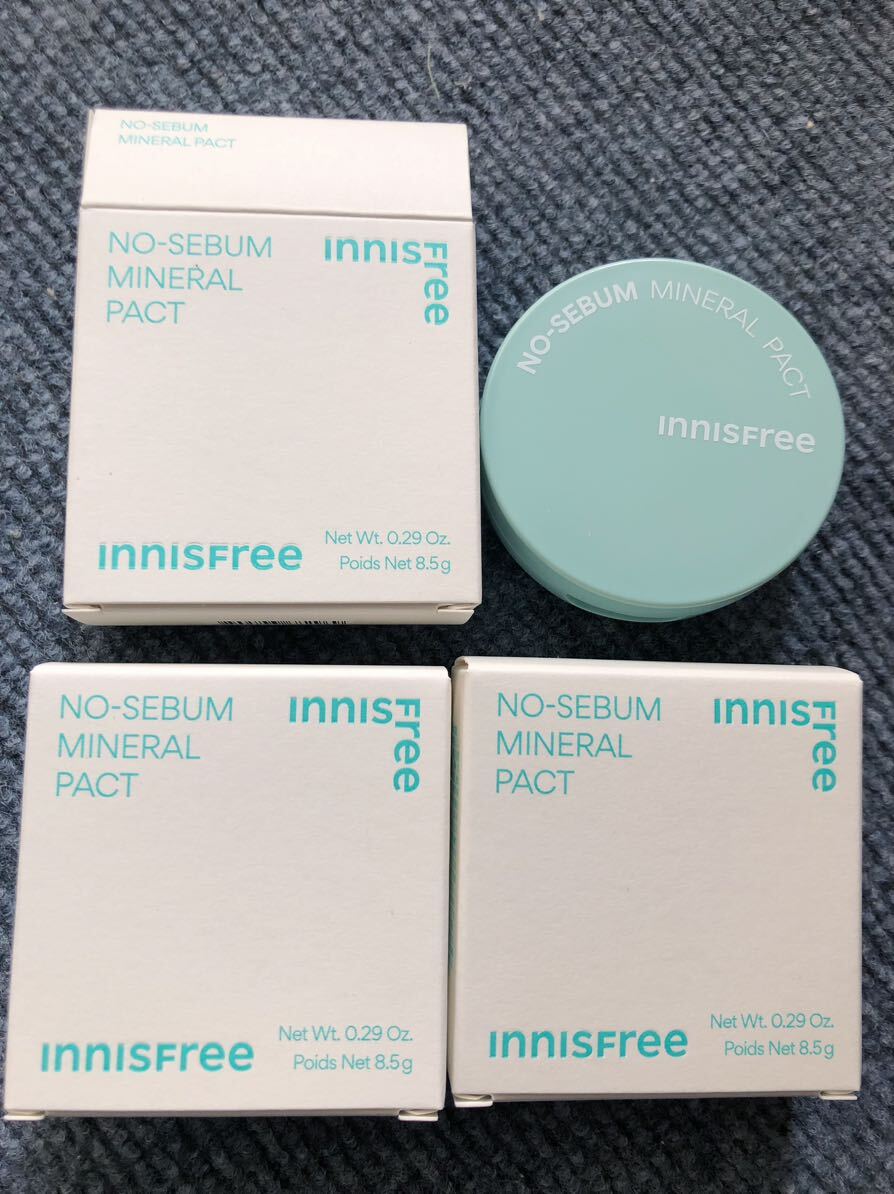 NO-SEBUM
MINERAL PACT
NO-SEBUM
MINERAL
PACT
innisfree
innisfree
Net Wt. 0.29 Oz.
Poids Net 8.5g
NO-SEBUM MINERAL PACT
innisfree
NO-SEBUM
MINERAL
PACT
innisfree
innisfree
Net Wt. 0.29 Oz.
Poids Net 8.5g
NO-SEBUM
MINERAL
PACT
innisfree
innisfree
Net Wt. 0.29 Oz.
Poids Net 8.5g